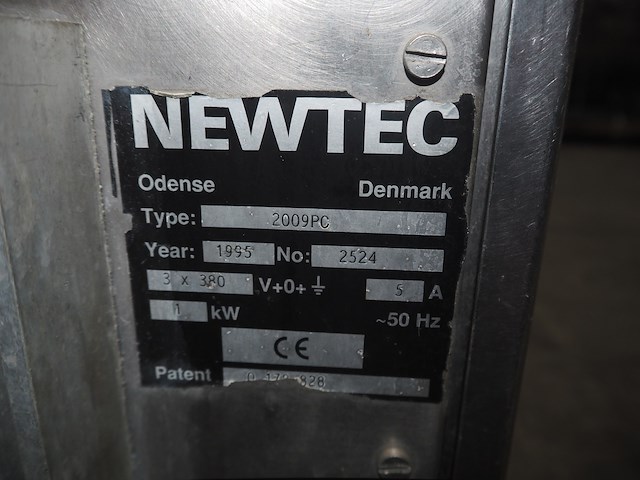 NEWTEC
Odense Denmark
Type: 2009PC
Year: 1995 No: 2524
3 x 380 V+0+⏚ 5 A
1 kW ~50 Hz
CE
Patent